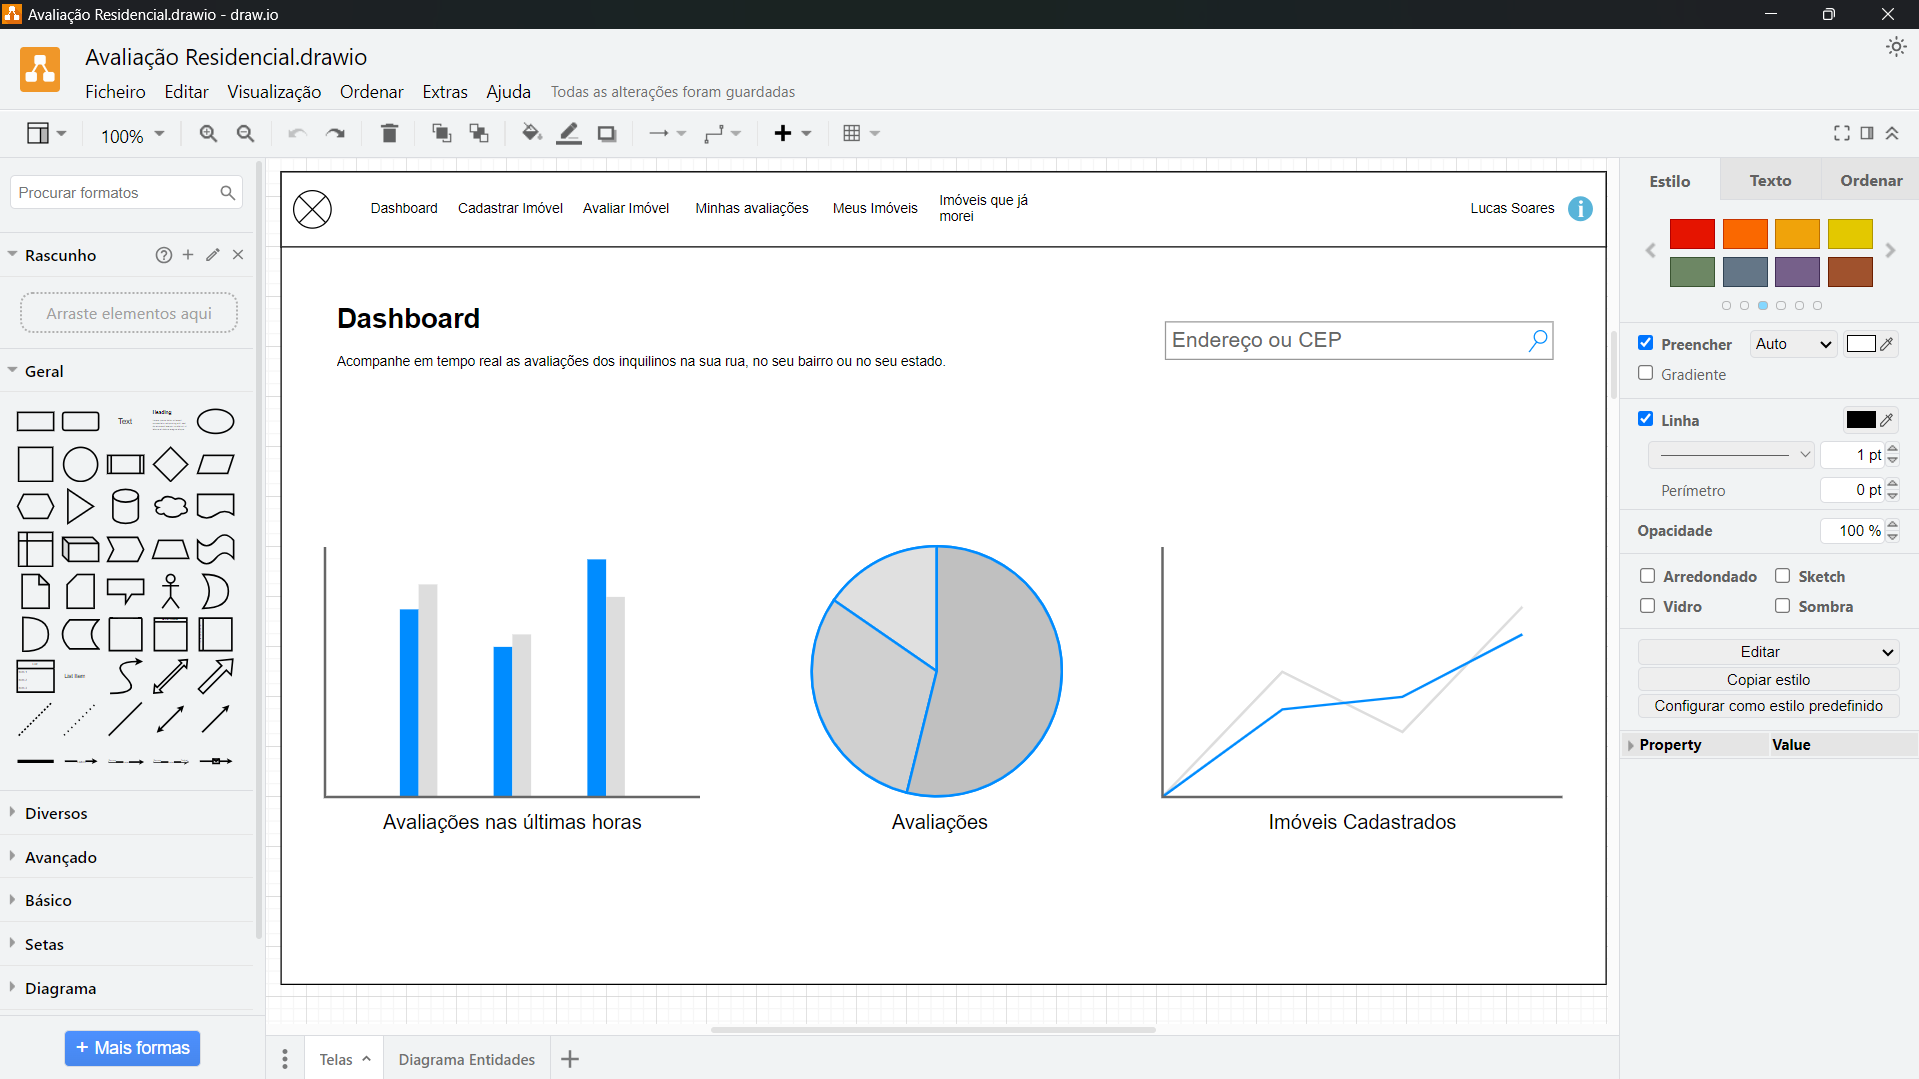 Avaliação Residencial.drawio - draw.io
Avaliação Residencial.drawio
Ficheiro Editar Visualização Ordenar Extras Ajuda Todas as alterações foram guardadas
100%
Procurar formatos
Rascunho
Arraste elementos aqui
Geral
Text
Heading
List Item
Diversos
Avançado
Básico
Setas
Diagrama
+ Mais formas
Dashboard Cadastrar Imóvel Avaliar Imóvel Minhas avaliações Meus Imóveis
Imóveis que já
morei
Lucas Soares
i
Dashboard
Acompanhe em tempo real as avaliações dos inquilinos na sua rua, no seu bairro ou no seu estado.
Endereço ou CEP
Avaliações nas últimas horas
Avaliações
Imóveis Cadastrados
Telas
Diagrama Entidades
Estilo Texto Ordenar
Preencher Auto
Gradiente
Linha
1 pt
Perímetro 0 pt
Opacidade 100 %
Arredondado Sketch
Vidro Sombra
Editar
Copiar estilo
Configurar como estilo predefinido
Property Value